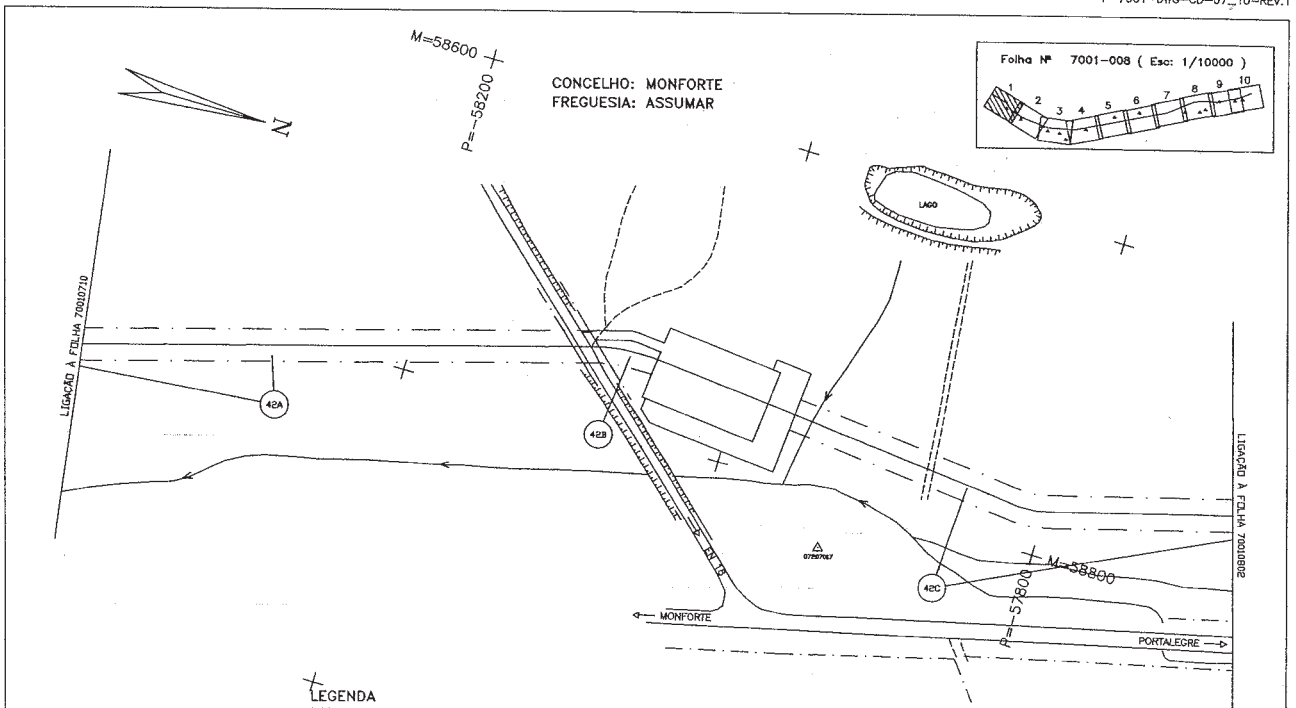 M=58600
P=-58200
N
CONCELHO: MONFORTE
FREGUESIA: ASSUMAR
Folha Nº 7001-008 ( Esc: 1/10000 )
1 2 3 4 5 6 7 8 9 10
LAGO
LIGAÇÃO À FOLHA 70010710
42A
42B
EN 18
07207017
42C
M=58800
P=-57800
LIGAÇÃO À FOLHA 70010802
MONFORTE
PORTALEGRE
LEGENDA